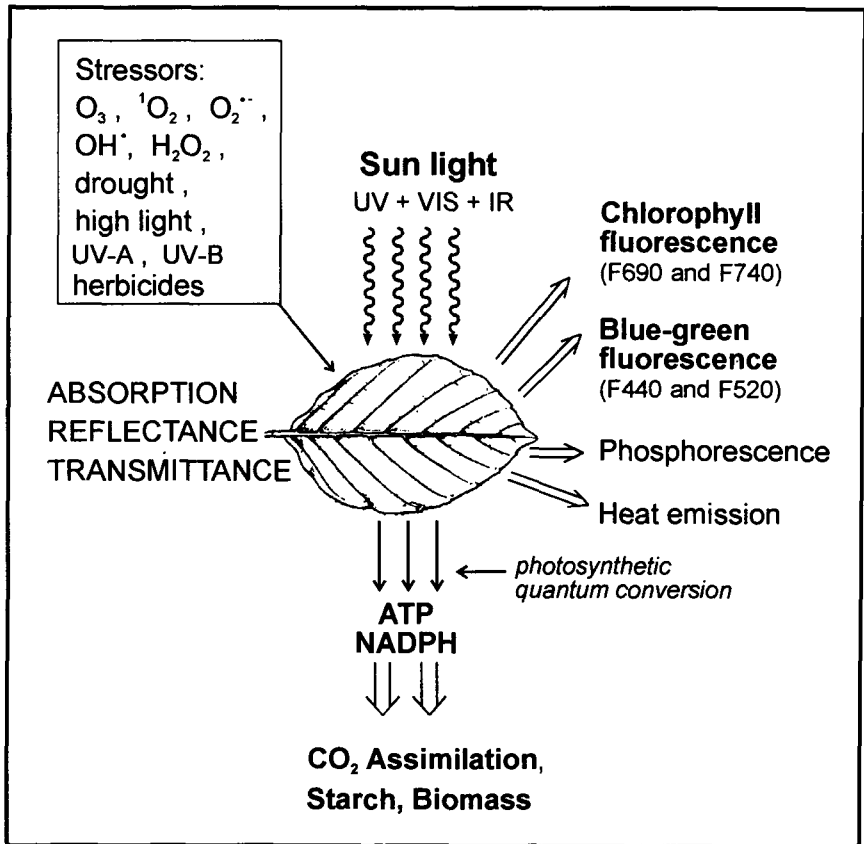 Stressors:
O₃ , ¹O₂ , O₂˙⁻ ,
OH˙, H₂O₂ ,
drought ,
high light ,
UV-A , UV-B
herbicides
Sun light
UV + VIS + IR
Chlorophyll
fluorescence
(F690 and F740)
Blue-green
fluorescence
(F440 and F520)
Phosphorescence
Heat emission
ABSORPTION
REFLECTANCE
TRANSMITTANCE
photosynthetic
quantum conversion
ATP
NADPH
CO₂ Assimilation,
Starch, Biomass